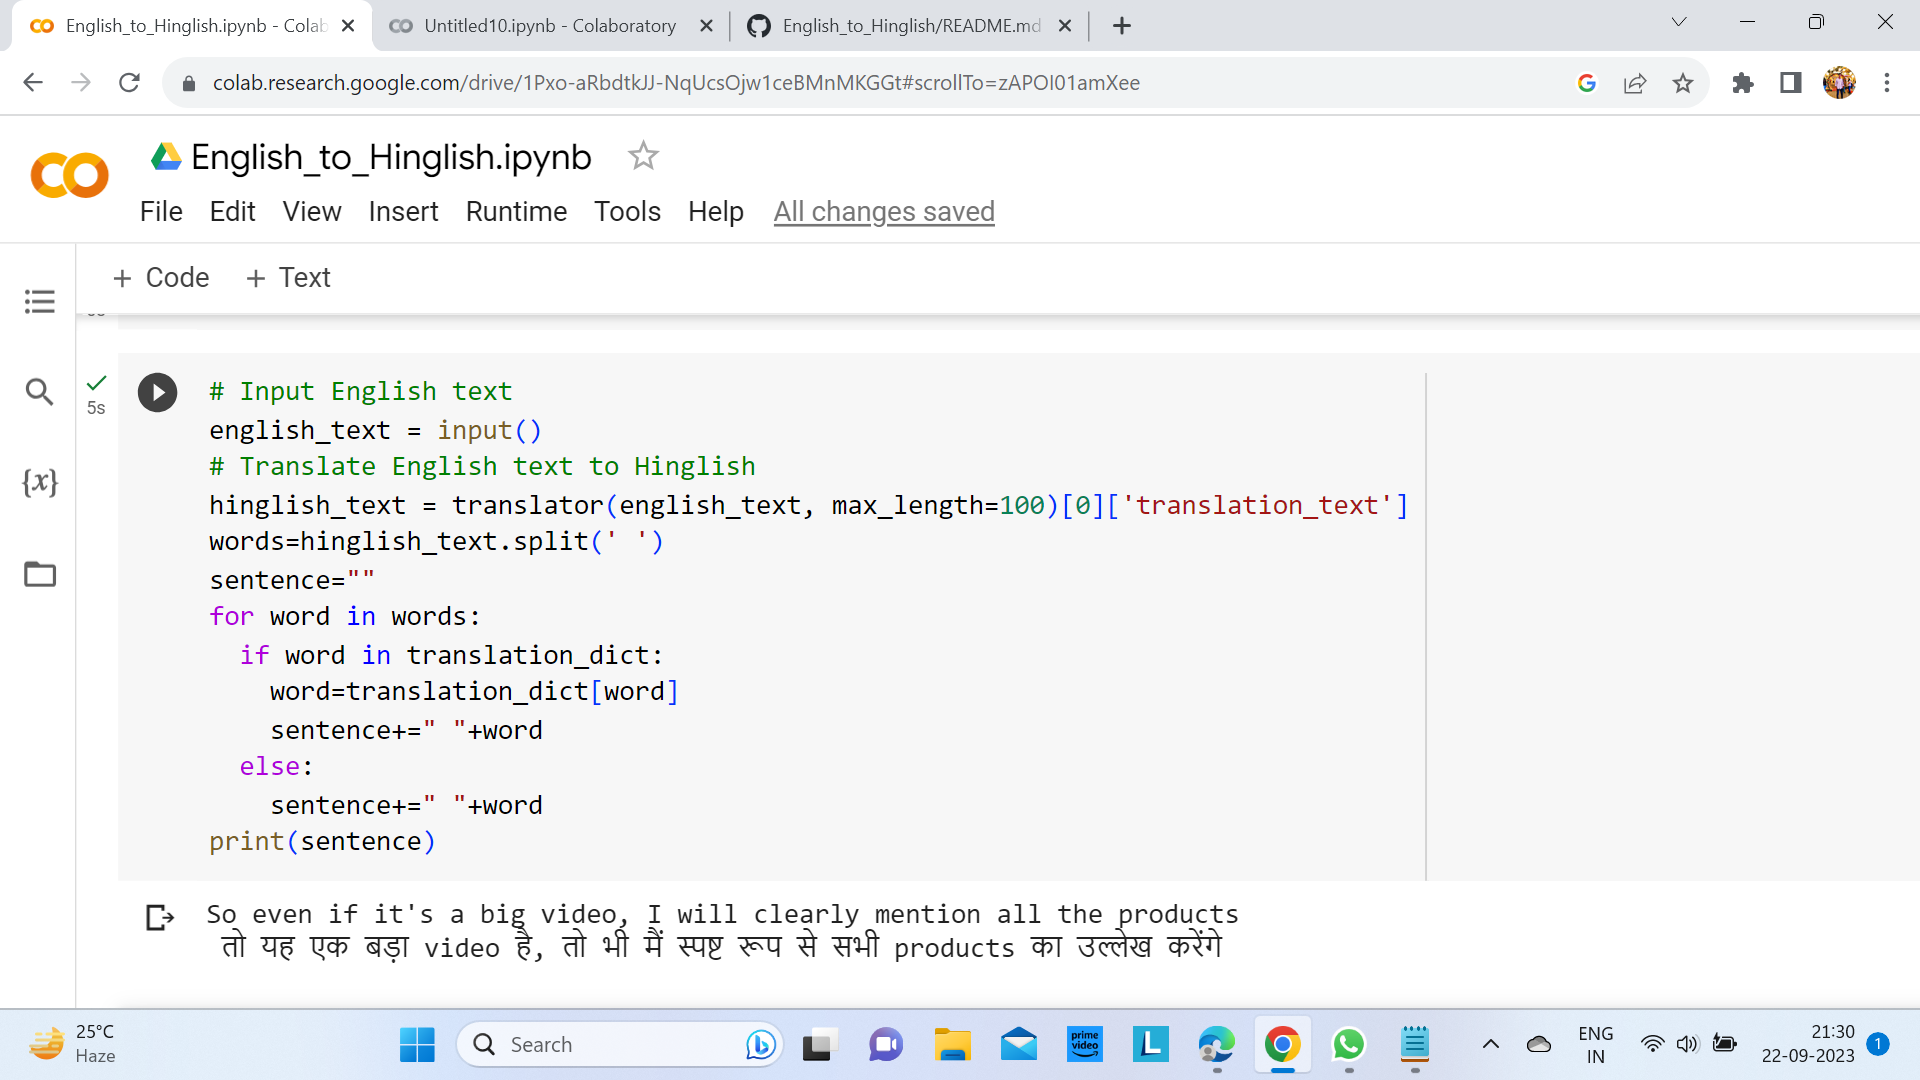 English_to_Hinglish.ipynb - Colab
Untitled10.ipynb - Colaboratory
English_to_Hinglish/README.md
colab.research.google.com/drive/1Pxo-aRbdtkJJ-NqUcsOjw1ceBMnMKGGt#scrollTo=zAPOI01amXee
English_to_Hinglish.ipynb
File Edit View Insert Runtime Tools Help All changes saved
+ Code + Text
5s
# Input English text
english_text = input()
# Translate English text to Hinglish
hinglish_text = translator(english_text, max_length=100)[0]['translation_text']
words=hinglish_text.split(' ')
sentence=""
for word in words:
  if word in translation_dict:
    word=translation_dict[word]
    sentence+=" "+word
  else:
    sentence+=" "+word
print(sentence)
So even if it's a big video, I will clearly mention all the products
तो यह एक बड़ा video है, तो भी मैं स्पष्ट रूप से सभी products का उल्लेख करेंगे
25°C
Haze
Search
prime video
L
ENG
IN
21:30
22-09-2023
1